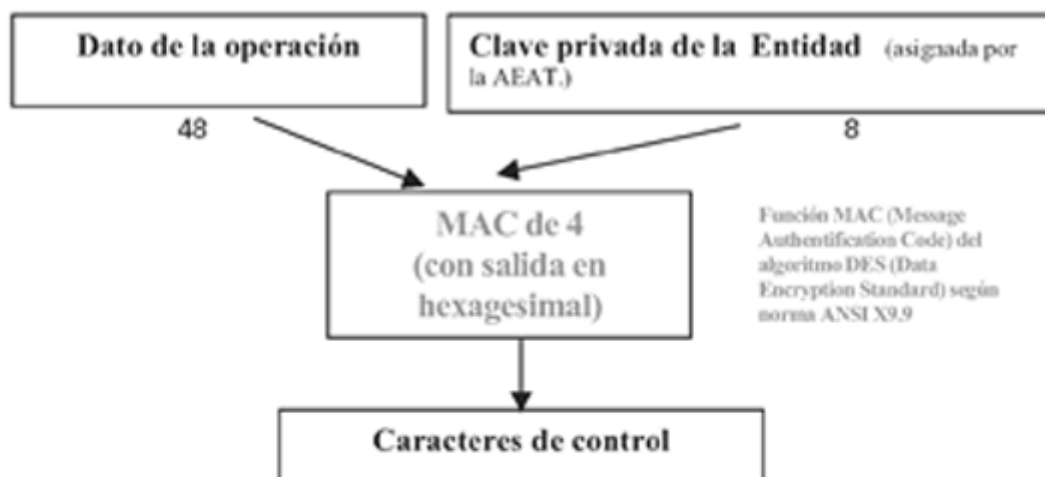 Dato de la operación
Clave privada de la Entidad (asignada por
la AEAT.)
48
8
MAC de 4
(con salida en
hexagesimal)
Función MAC (Message
Authentification Code) del
algoritmo DES (Data
Encryption Standard) según
norma ANSI X9.9
Caracteres de control